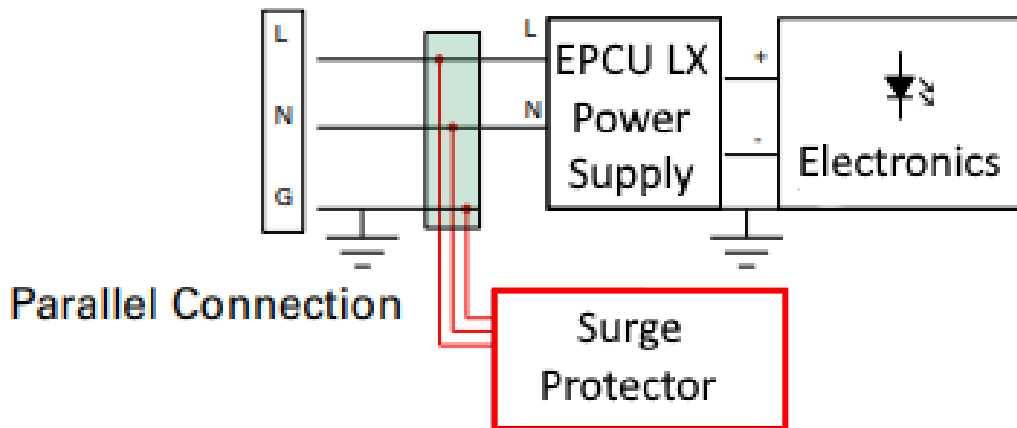 L
N
G
L
N
EPCU LX
Power
Supply
+
-
Electronics
Parallel Connection
Surge
Protector